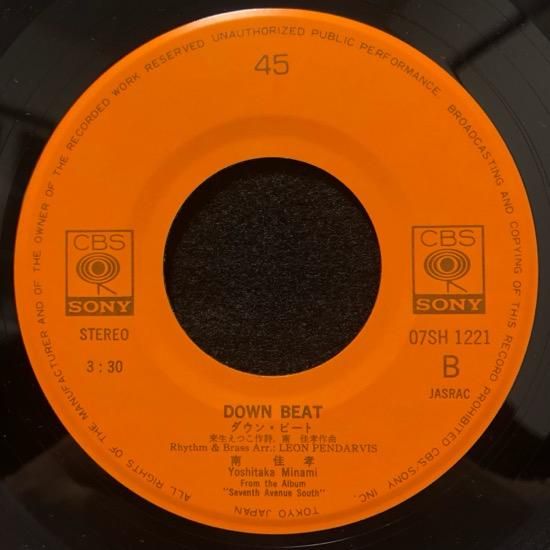 ALL RIGHTS OF THE MANUFACTURER AND OF THE OWNER OF THE RECORDED WORK RESERVED UNAUTHORIZED PUBLIC PERFORMANCE. BROADCASTING AND COPYING OF THIS RECORD PROHIBITED CBS/SONY INC.
TOKYO JAPAN
45
CBS
SONY
CBS
SONY
STEREO
07SH 1221
3:30
B
JASRAC
DOWN BEAT
ダウン・ビート
来生えつこ作詩，南 佳孝作曲
Rhythm & Brass Arr.: LEON PENDARVIS
南 佳 孝
Yoshitaka Minami
From the Album
"Seventh Avenue South"